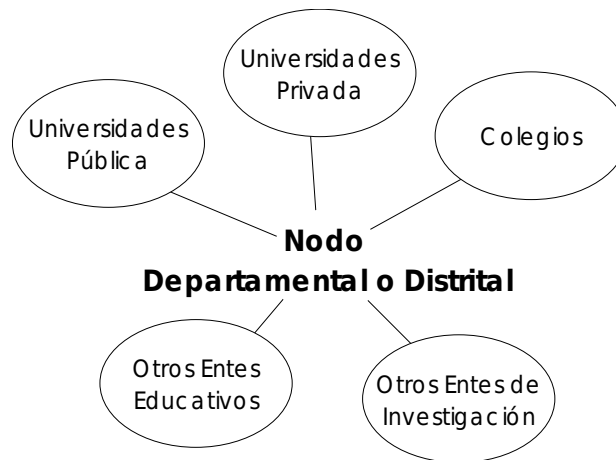 Universidades
Privada
Universidades
Pública
Colegios
Nodo
Departamental o Distrital
Otros Entes
Educativos
Otros Entes de
Investigación